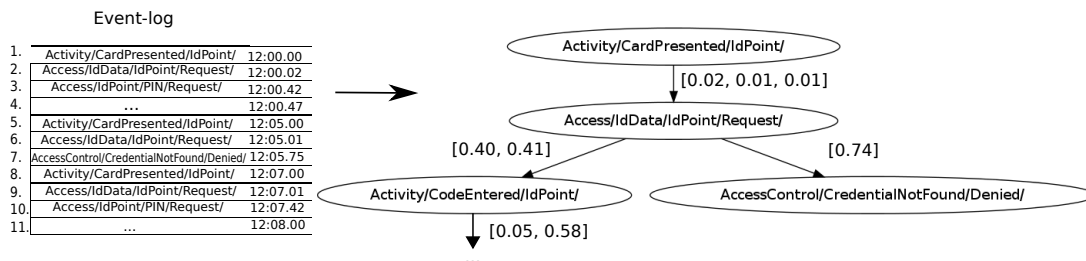 Event-log
1. Activity/CardPresented/IdPoint/ 12:00.00
2. Access/IdData/IdPoint/Request/ 12:00.02
3. Access/IdPoint/PIN/Request/ 12:00.42
4. ... 12:00.47
5. Activity/CardPresented/IdPoint/ 12:05.00
6. Access/IdData/IdPoint/Request/ 12:05.01
7. AccessControl/CredentialNotFound/Denied/ 12:05.75
8. Activity/CardPresented/IdPoint/ 12:07.00
9. Access/IdData/IdPoint/Request/ 12:07.01
10. Access/IdPoint/PIN/Request/ 12:07.42
11. ... 12:08.00
Activity/CardPresented/IdPoint/
[0.02, 0.01, 0.01]
Access/IdData/IdPoint/Request/
[0.40, 0.41] [0.74]
Activity/CodeEntered/IdPoint/ AccessControl/CredentialNotFound/Denied/
[0.05, 0.58]
...